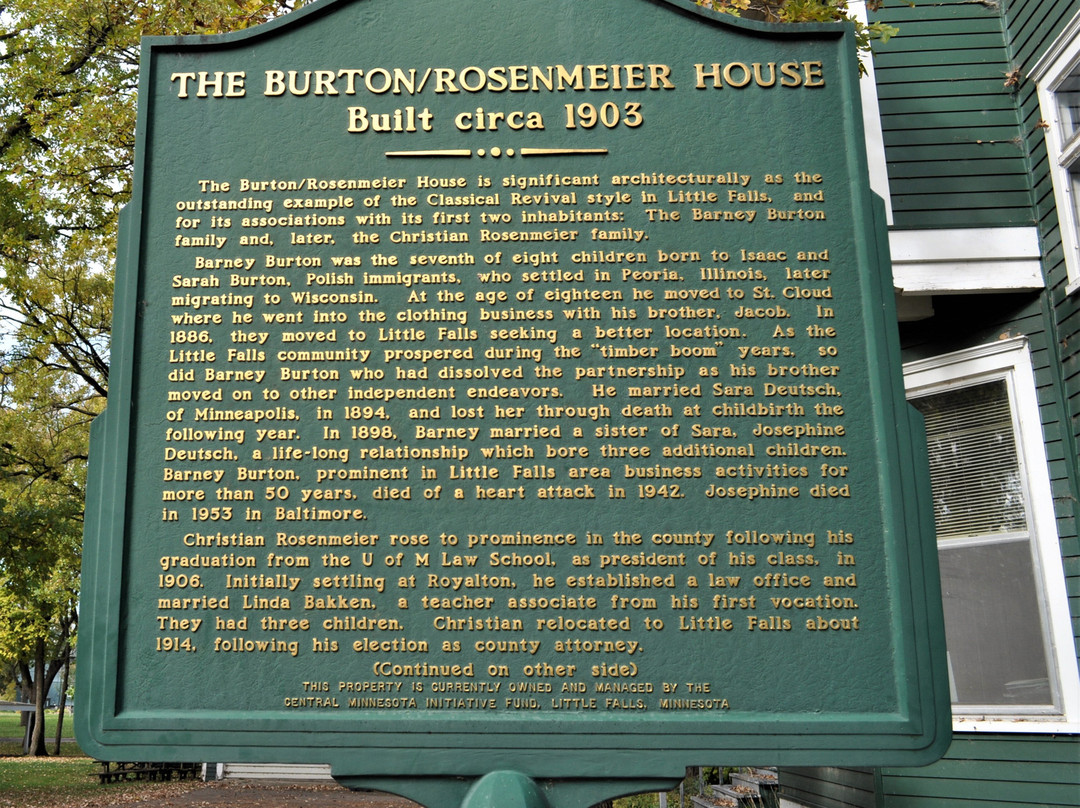 THE BURTON/ROSENMEIER HOUSE
Built circa 1903
The Burton/Rosenmeier House is significant architecturally as the
outstanding example of the Classical Revival style in Little Falls, and
for its associations with its first two inhabitants: The Barney Burton
family and, later, the Christian Rosenmeier family.
Barney Burton was the seventh of eight children born to Isaac and
Sarah Burton, Polish immigrants, who settled in Peoria, Illinois, later
migrating to Wisconsin. At the age of eighteen he moved to St. Cloud
where he went into the clothing business with his brother, Jacob. In
1886, they moved to Little Falls seeking a better location. As the
Little Falls community prospered during the "timber boom" years, so
did Barney Burton who had dissolved the partnership as his brother
moved on to other independent endeavors. He married Sara Deutsch,
of Minneapolis, in 1894, and lost her through death at childbirth the
following year. In 1898, Barney married a sister of Sara, Josephine
Deutsch, a life-long relationship which bore three additional children.
Barney Burton, prominent in Little Falls area business activities for
more than 50 years, died of a heart attack in 1942. Josephine died
in 1953 in Baltimore.
Christian Rosenmeier rose to prominence in the county following his
graduation from the U of M Law School, as president of his class, in
1906. Initially settling at Royalton, he established a law office and
married Linda Bakken, a teacher associate from his first vocation.
They had three children. Christian relocated to Little Falls about
1914, following his election as county attorney.
(Continued on other side)
THIS PROPERTY IS CURRENTLY OWNED AND MANAGED BY THE
CENTRAL MINNESOTA INITIATIVE FUND, LITTLE FALLS, MINNESOTA